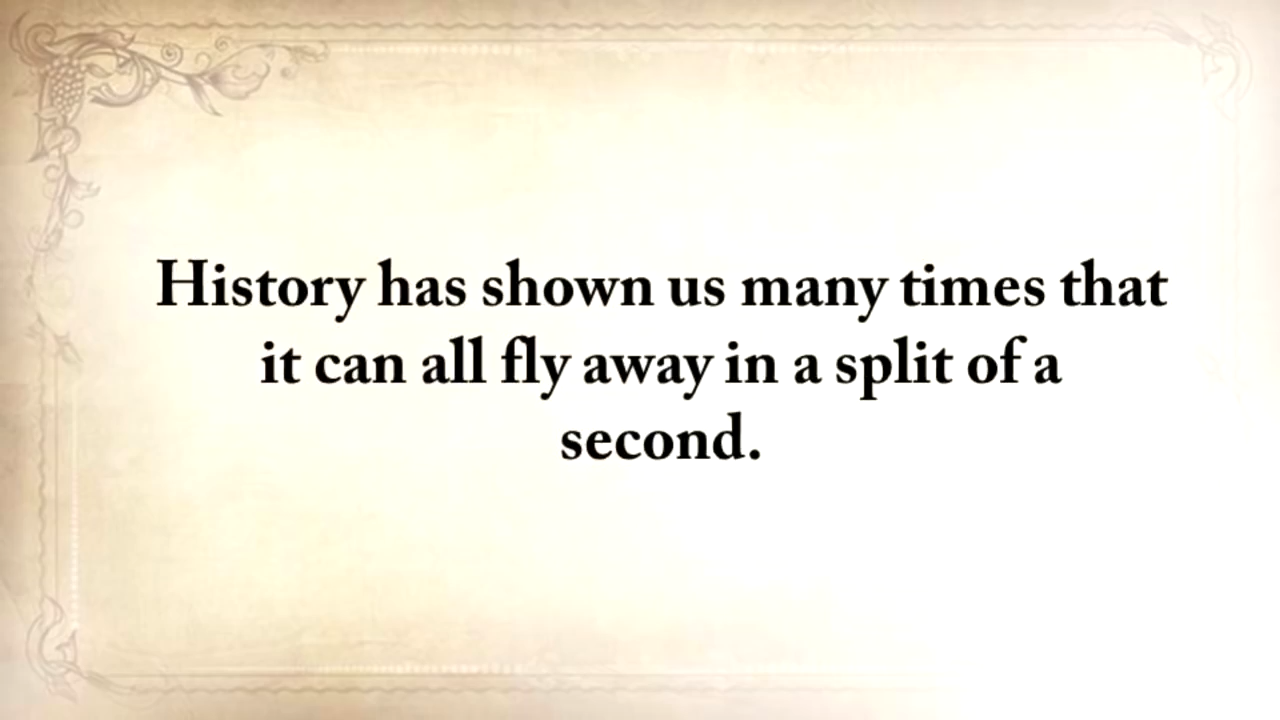 History has shown us many times that
it can all fly away in a split of a
second.